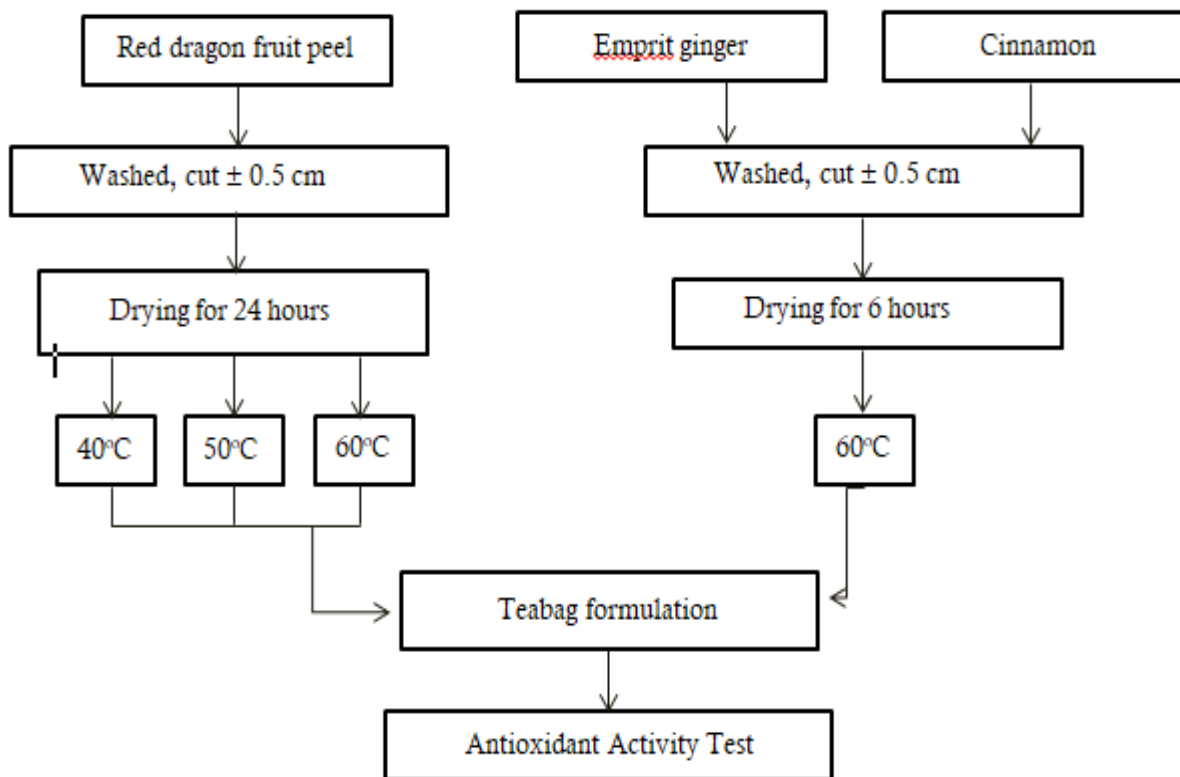 Red dragon fruit peel
Emprit ginger
Cinnamon
Washed, cut ± 0.5 cm
Washed, cut ± 0.5 cm
Drying for 24 hours
Drying for 6 hours
40°C
50°C
60°C
60°C
Teabag formulation
Antioxidant Activity Test